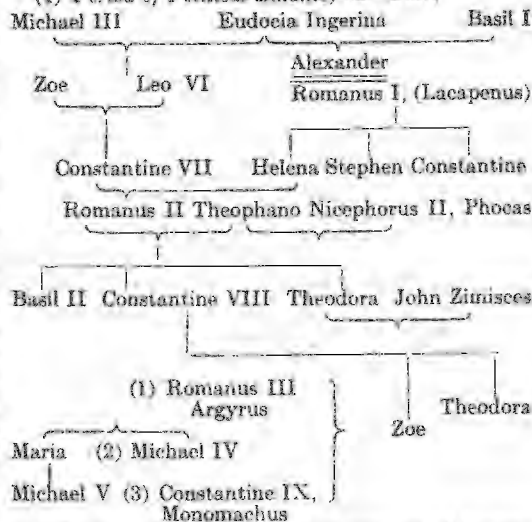 Michael III Eudocia Ingerina Basil I
Alexander
Zoe Leo VI
Romanus I, (Lacapenus)
Constantine VII Helena Stephen Constantine
Romanus II Theophano Nicephorus II, Phocas
Basil II Constantine VIII Theodora John Zimisces
(1) Romanus III
Argyrus
Theodora
Zoe
Maria (2) Michael IV
Michael V (3) Constantine IX,
Monomachus